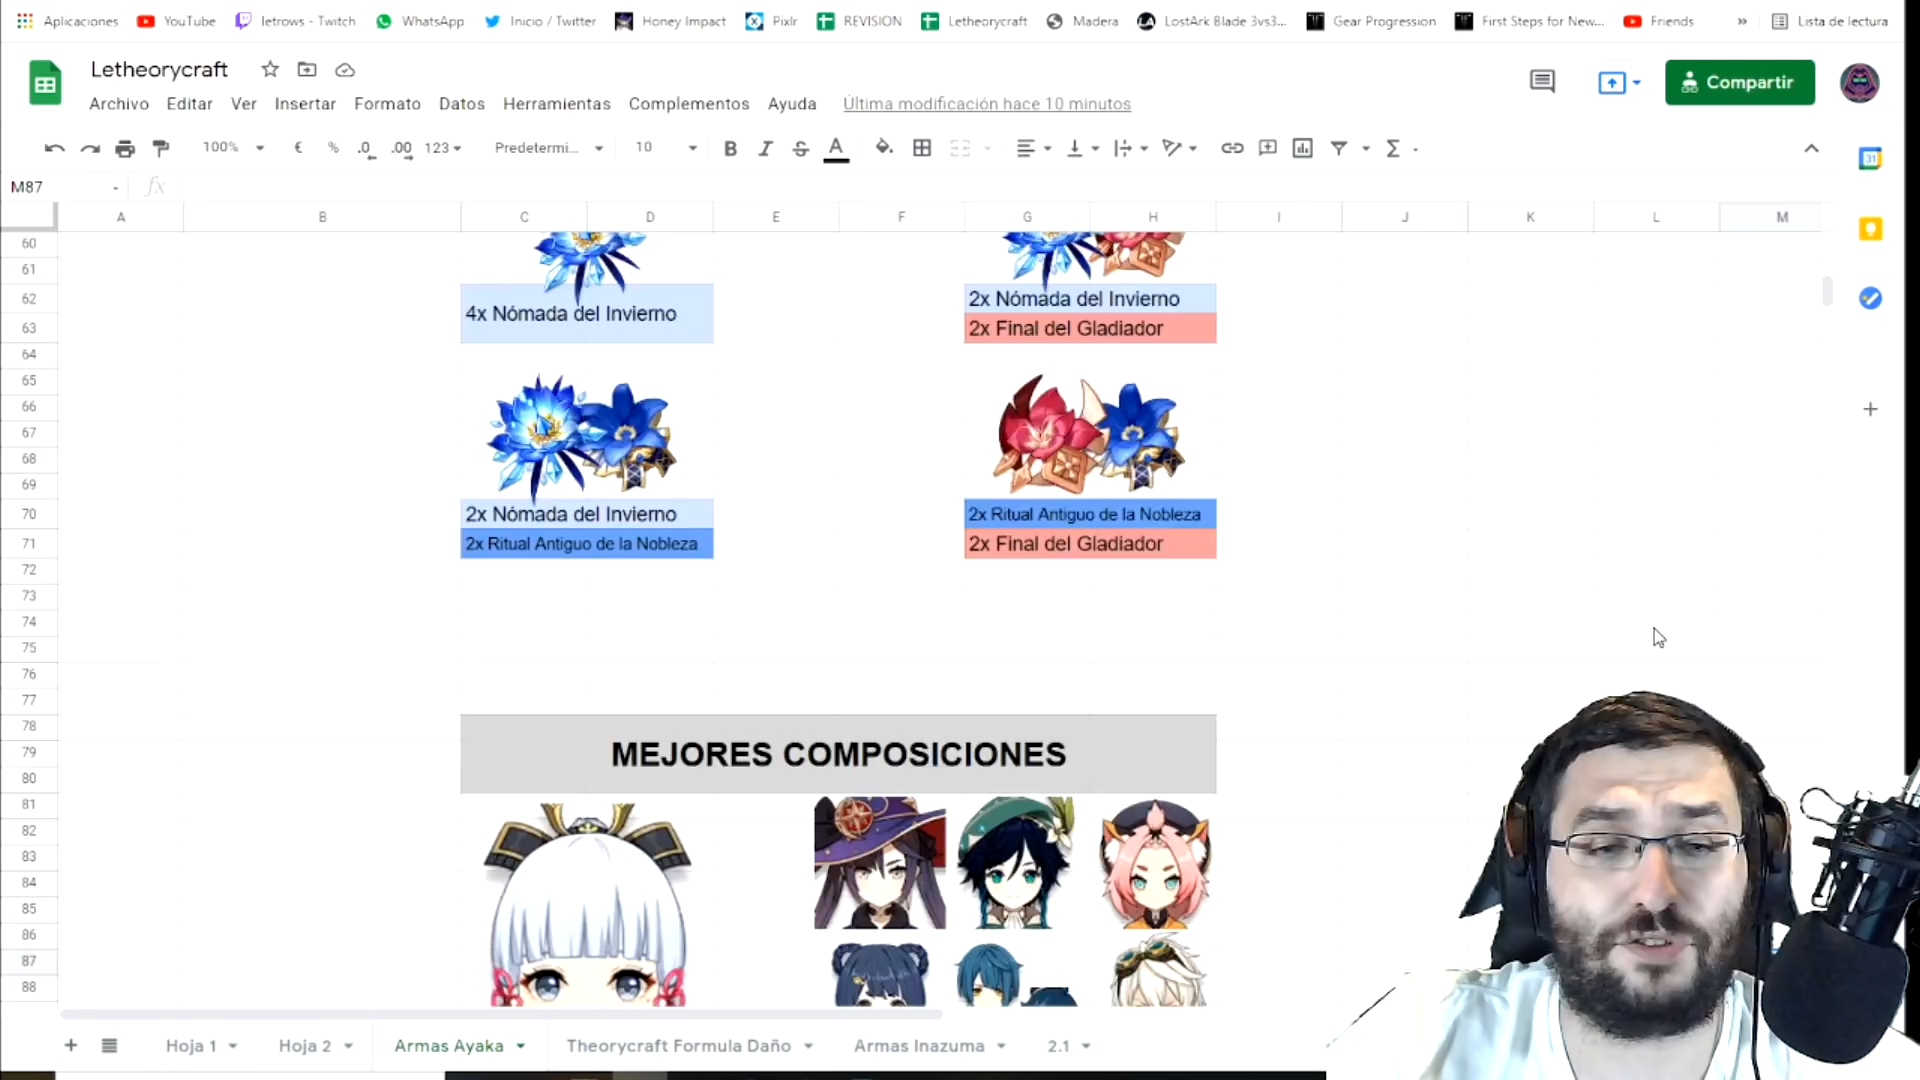 Aplicaciones YouTube letrows - Twitch WhatsApp Inicio / Twitter Honey Impact Pixlr REVISION Letheorycraft Madera LostArk Blade 3vs3... Gear Progression First Steps for New... Friends » Lista de lectura
Letheorycraft
Compartir
Archivo Editar Ver Insertar Formato Datos Herramientas Complementos Ayuda Última modificación hace 10 minutos
100% € % .0 .00 123 Predetermi... 10 B I S A Σ
31
M87 fx
A B C D E F G H I J K L M
60
61
62 2x Nómada del Invierno
4x Nómada del Invierno
63 2x Final del Gladiador
64
65
66
67
68
69
70 2x Nómada del Invierno 2x Ritual Antiguo de la Nobleza
71 2x Ritual Antiguo de la Nobleza 2x Final del Gladiador
72
73
74
75
76
77
78
79 MEJORES COMPOSICIONES
80
81
82
83
84
85
86
87
88
+ Hoja 1 Hoja 2 Armas Ayaka Theorycraft Formula Daño Armas Inazuma 2.1